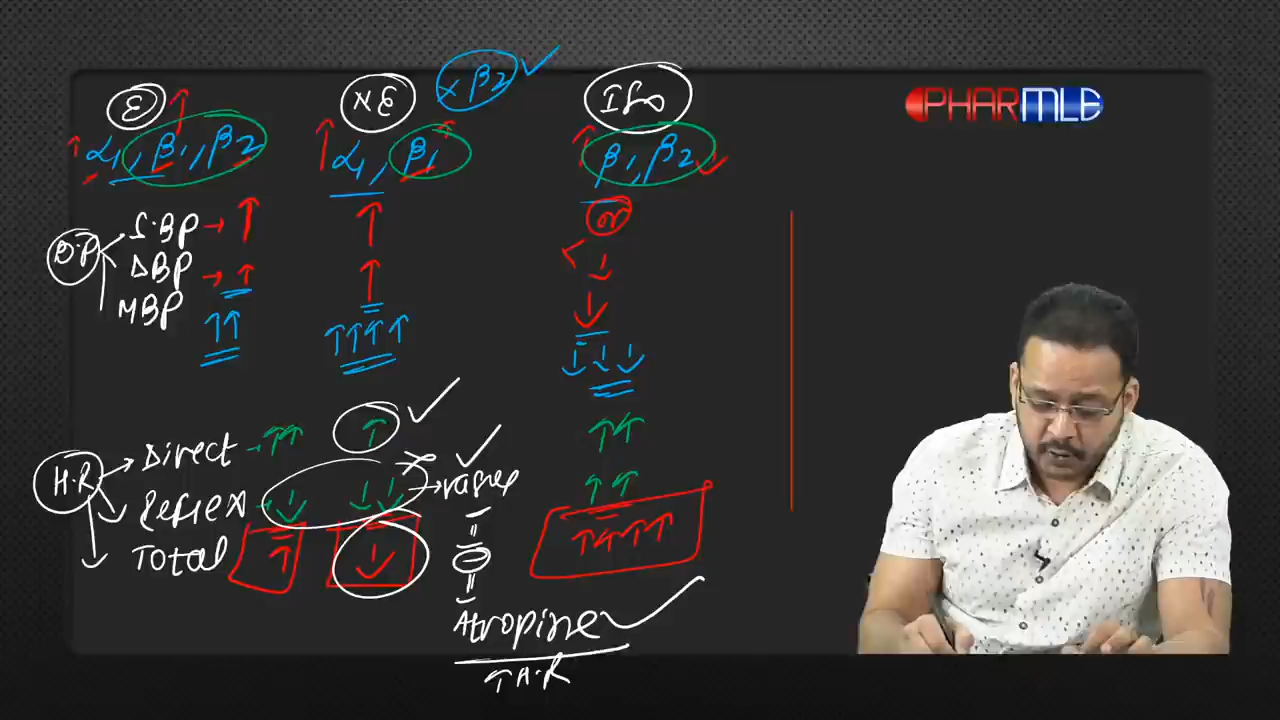 PHARMLE
E NE × β2 Iso
↑ α1, β1, β2 ↑ ↑ α1, β1 ↑ ↑ β1, β2 ✓
B.P
S.BP → ↑ ↑ or
DBP → ↑ ↑ ↓
MBP ↑↑ ↑↑↑↑ ↓↓↓
H.R
Direct → ↑↑ ↑ ✓ ↑↑
Reflex → ↓ ↓↓ → vagus ✓ ↑↑
Total ↑ ↓ ↑↑↑↑
⊖
Atropine ✓
↑ H.R